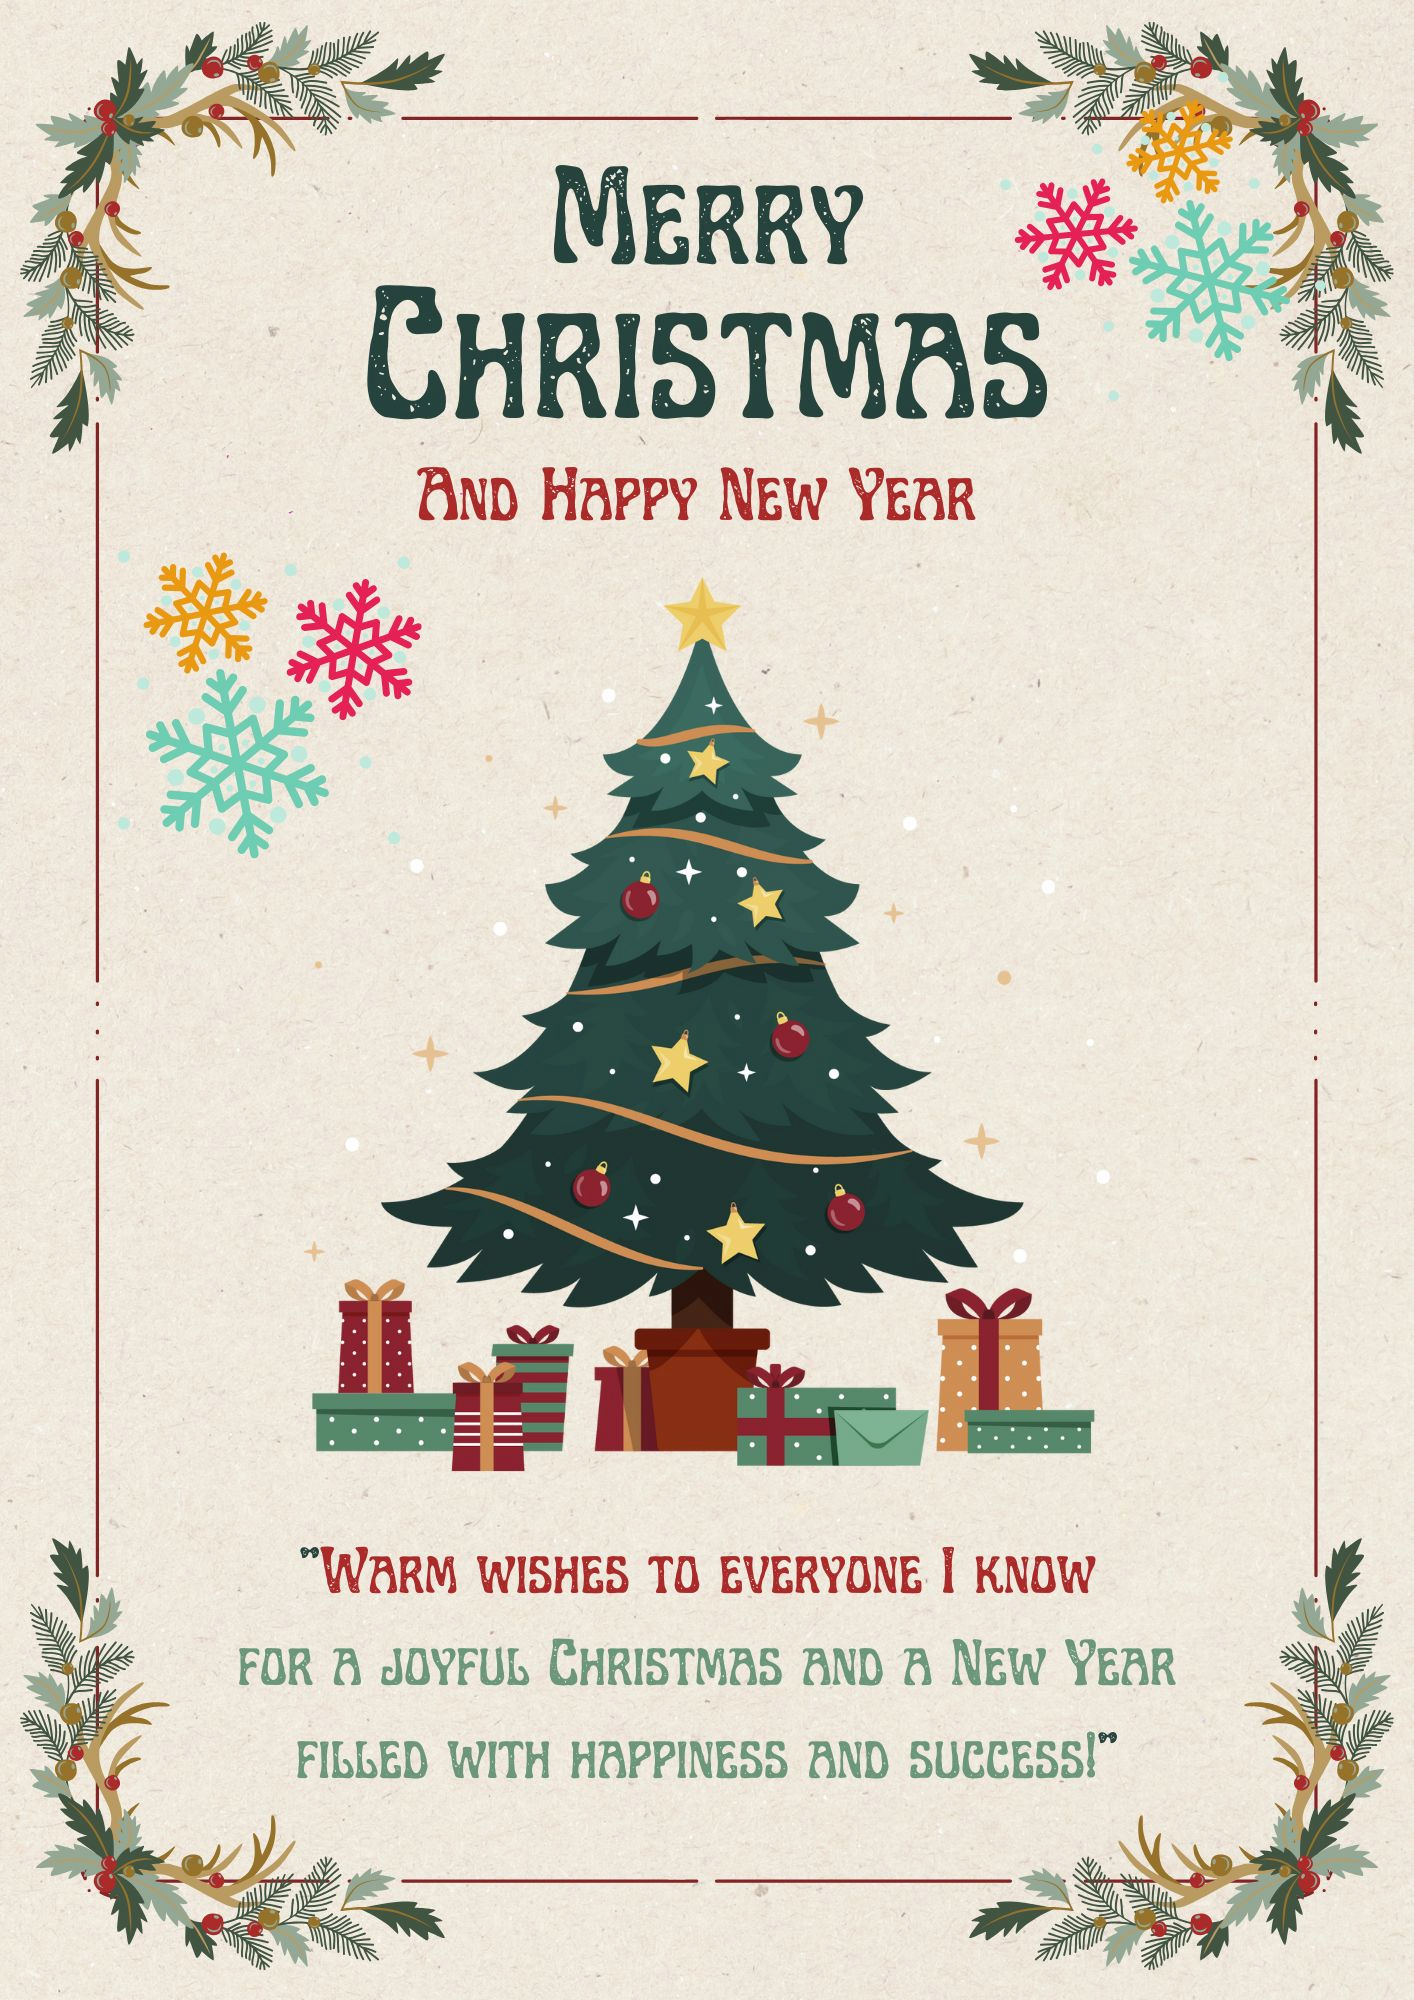 Merry
Christmas
And Happy New Year
"Warm wishes to everyone I know
for a joyful Christmas and a New Year
filled with happiness and success!"